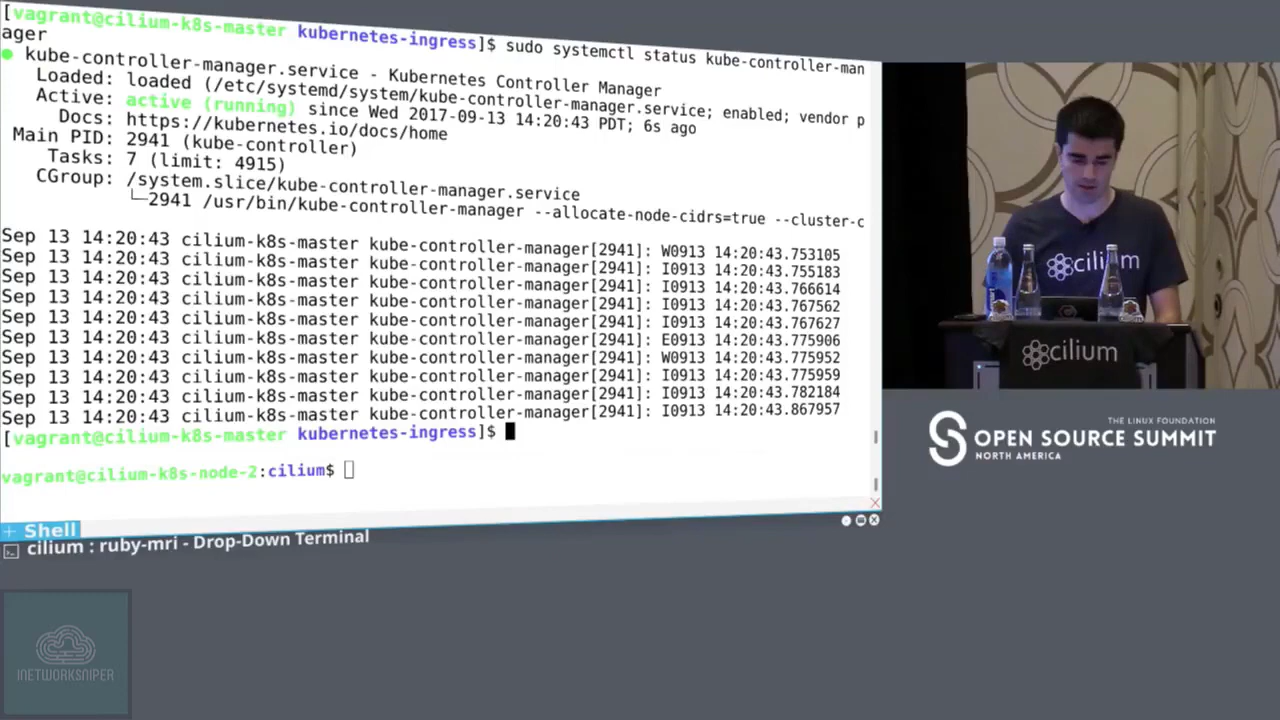 [vagrant@cilium-k8s-master kubernetes-ingress]$ sudo systemctl status kube-controller-man
ager
● kube-controller-manager.service - Kubernetes Controller Manager
Loaded: loaded (/etc/systemd/system/kube-controller-manager.service; enabled; vendor p
Active: active (running) since Wed 2017-09-13 14:20:43 PDT; 6s ago
Docs: https://kubernetes.io/docs/home
Main PID: 2941 (kube-controller)
Tasks: 7 (limit: 4915)
CGroup: /system.slice/kube-controller-manager.service
└─2941 /usr/bin/kube-controller-manager --allocate-node-cidrs=true --cluster-c
Sep 13 14:20:43 cilium-k8s-master kube-controller-manager[2941]: W0913 14:20:43.753105
Sep 13 14:20:43 cilium-k8s-master kube-controller-manager[2941]: I0913 14:20:43.755183
Sep 13 14:20:43 cilium-k8s-master kube-controller-manager[2941]: I0913 14:20:43.766614
Sep 13 14:20:43 cilium-k8s-master kube-controller-manager[2941]: I0913 14:20:43.767562
Sep 13 14:20:43 cilium-k8s-master kube-controller-manager[2941]: I0913 14:20:43.767627
Sep 13 14:20:43 cilium-k8s-master kube-controller-manager[2941]: E0913 14:20:43.775906
Sep 13 14:20:43 cilium-k8s-master kube-controller-manager[2941]: W0913 14:20:43.775952
Sep 13 14:20:43 cilium-k8s-master kube-controller-manager[2941]: I0913 14:20:43.775959
Sep 13 14:20:43 cilium-k8s-master kube-controller-manager[2941]: I0913 14:20:43.782184
Sep 13 14:20:43 cilium-k8s-master kube-controller-manager[2941]: I0913 14:20:43.867957
[vagrant@cilium-k8s-master kubernetes-ingress]$
vagrant@cilium-k8s-node-2:cilium$
+ Shell
cilium : ruby-mri - Drop-Down Terminal
cilium
cilium
THE LINUX FOUNDATION
OPEN SOURCE SUMMIT
NORTH AMERICA
INETWORKSNIPER